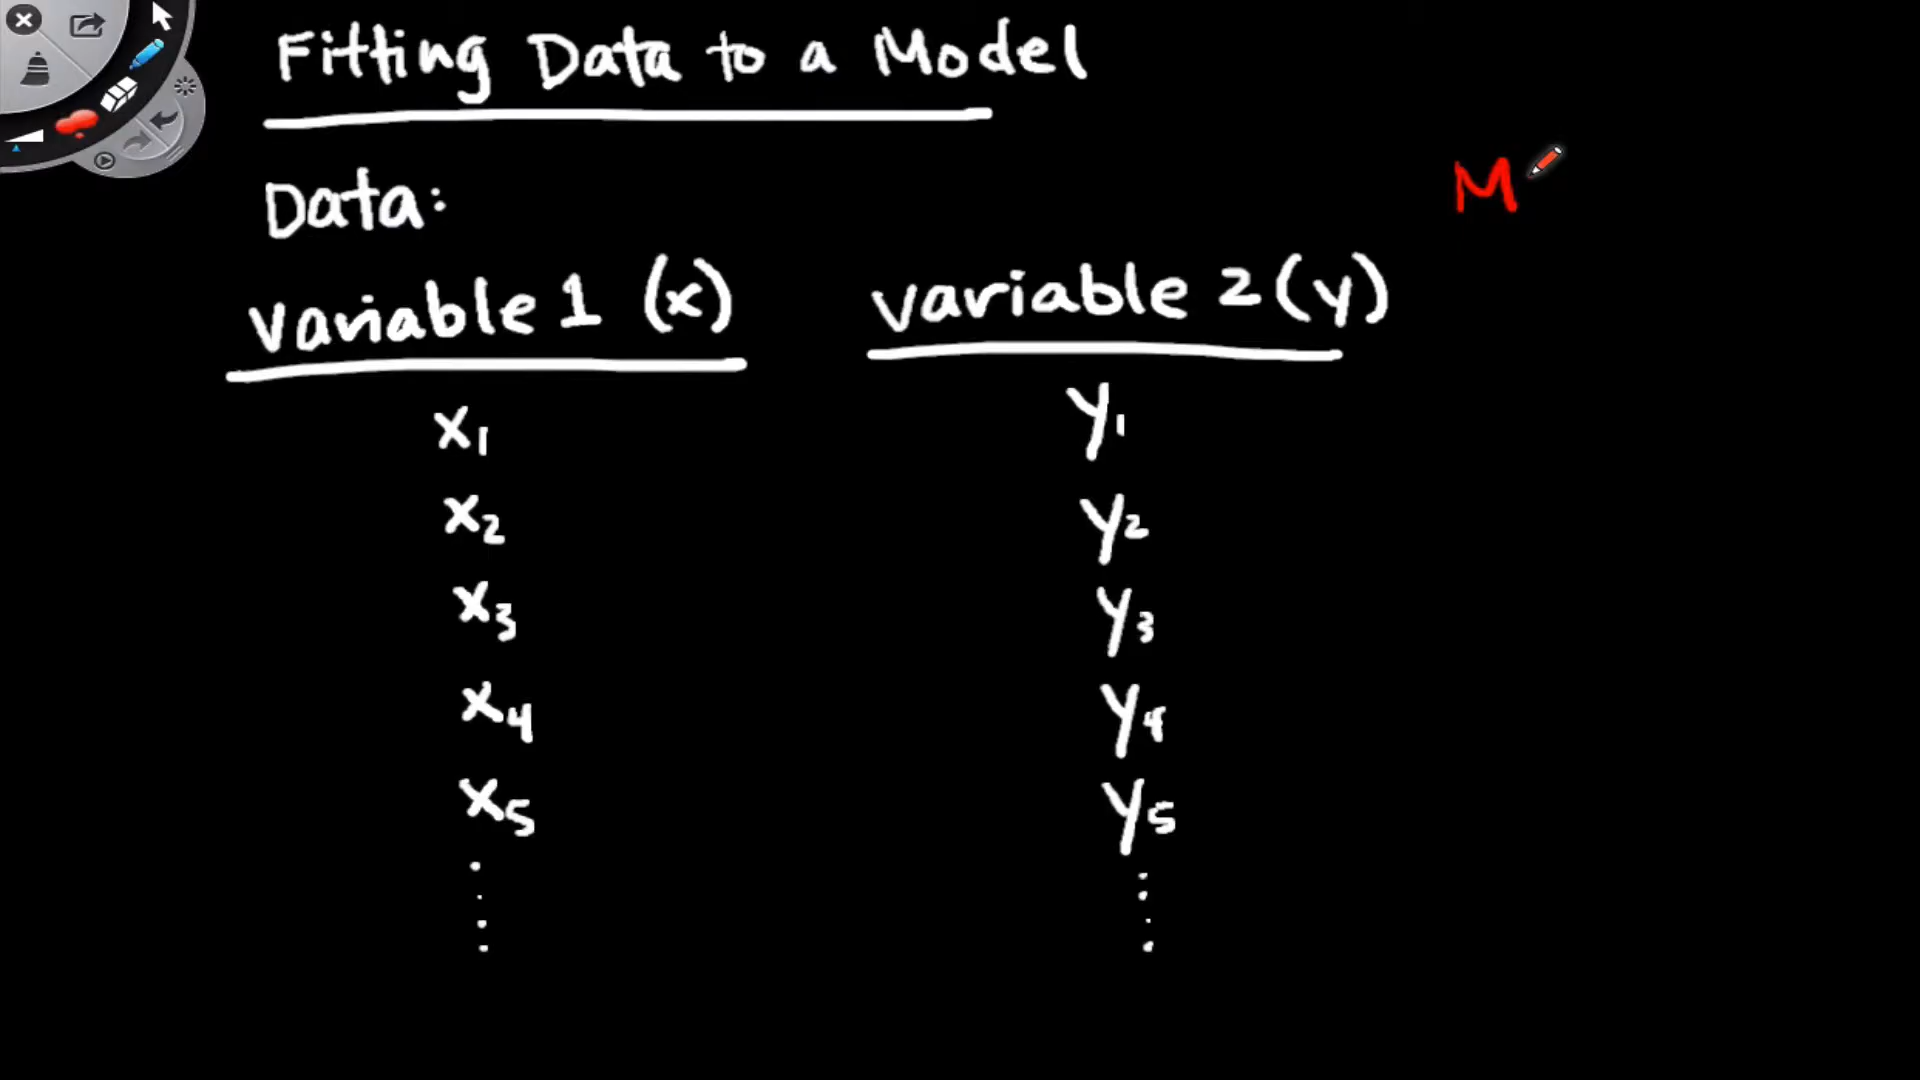 Fitting Data to a Model
Data:
M
variable 1 (x) variable 2 (y)
x1 y1
x2 y2
x3 y3
x4 y4
x5 y5